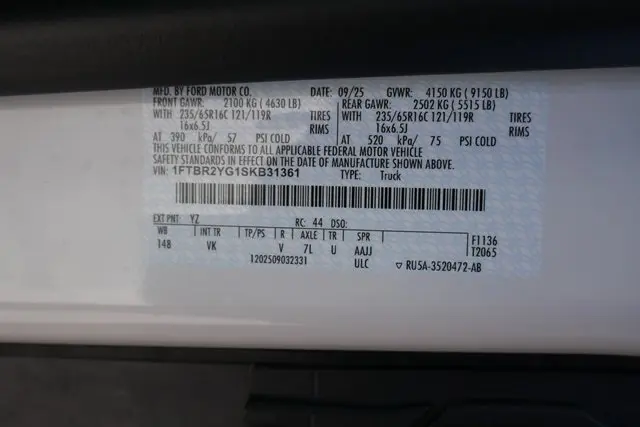 MFD. BY FORD MOTOR CO. DATE: 09/25 GVWR: 4150 KG ( 9150 LB)
FRONT GAWR: 2100 KG ( 4630 LB) REAR GAWR: 2502 KG ( 5515 LB)
WITH 235/65R16C 121/119R TIRES WITH 235/65R16C 121/119R TIRES
16x6.5J RIMS 16x6.5J RIMS
AT 390 kPa/ 57 PSI COLD AT 520 kPa/ 75 PSI COLD
THIS VEHICLE CONFORMS TO ALL APPLICABLE FEDERAL MOTOR VEHICLE
SAFETY STANDARDS IN EFFECT ON THE DATE OF MANUFACTURE SHOWN ABOVE.
VIN: 1FTBR2YG1SKB31361 TYPE: Truck
EXT PNT YZ RC: 44 DSO:
WB INT TR TP/PS R AXLE TR SPR F1136
148 VK V 7L U AAJJ T2065
1202509032331 ULC ▽ RU5A-3520472-AB